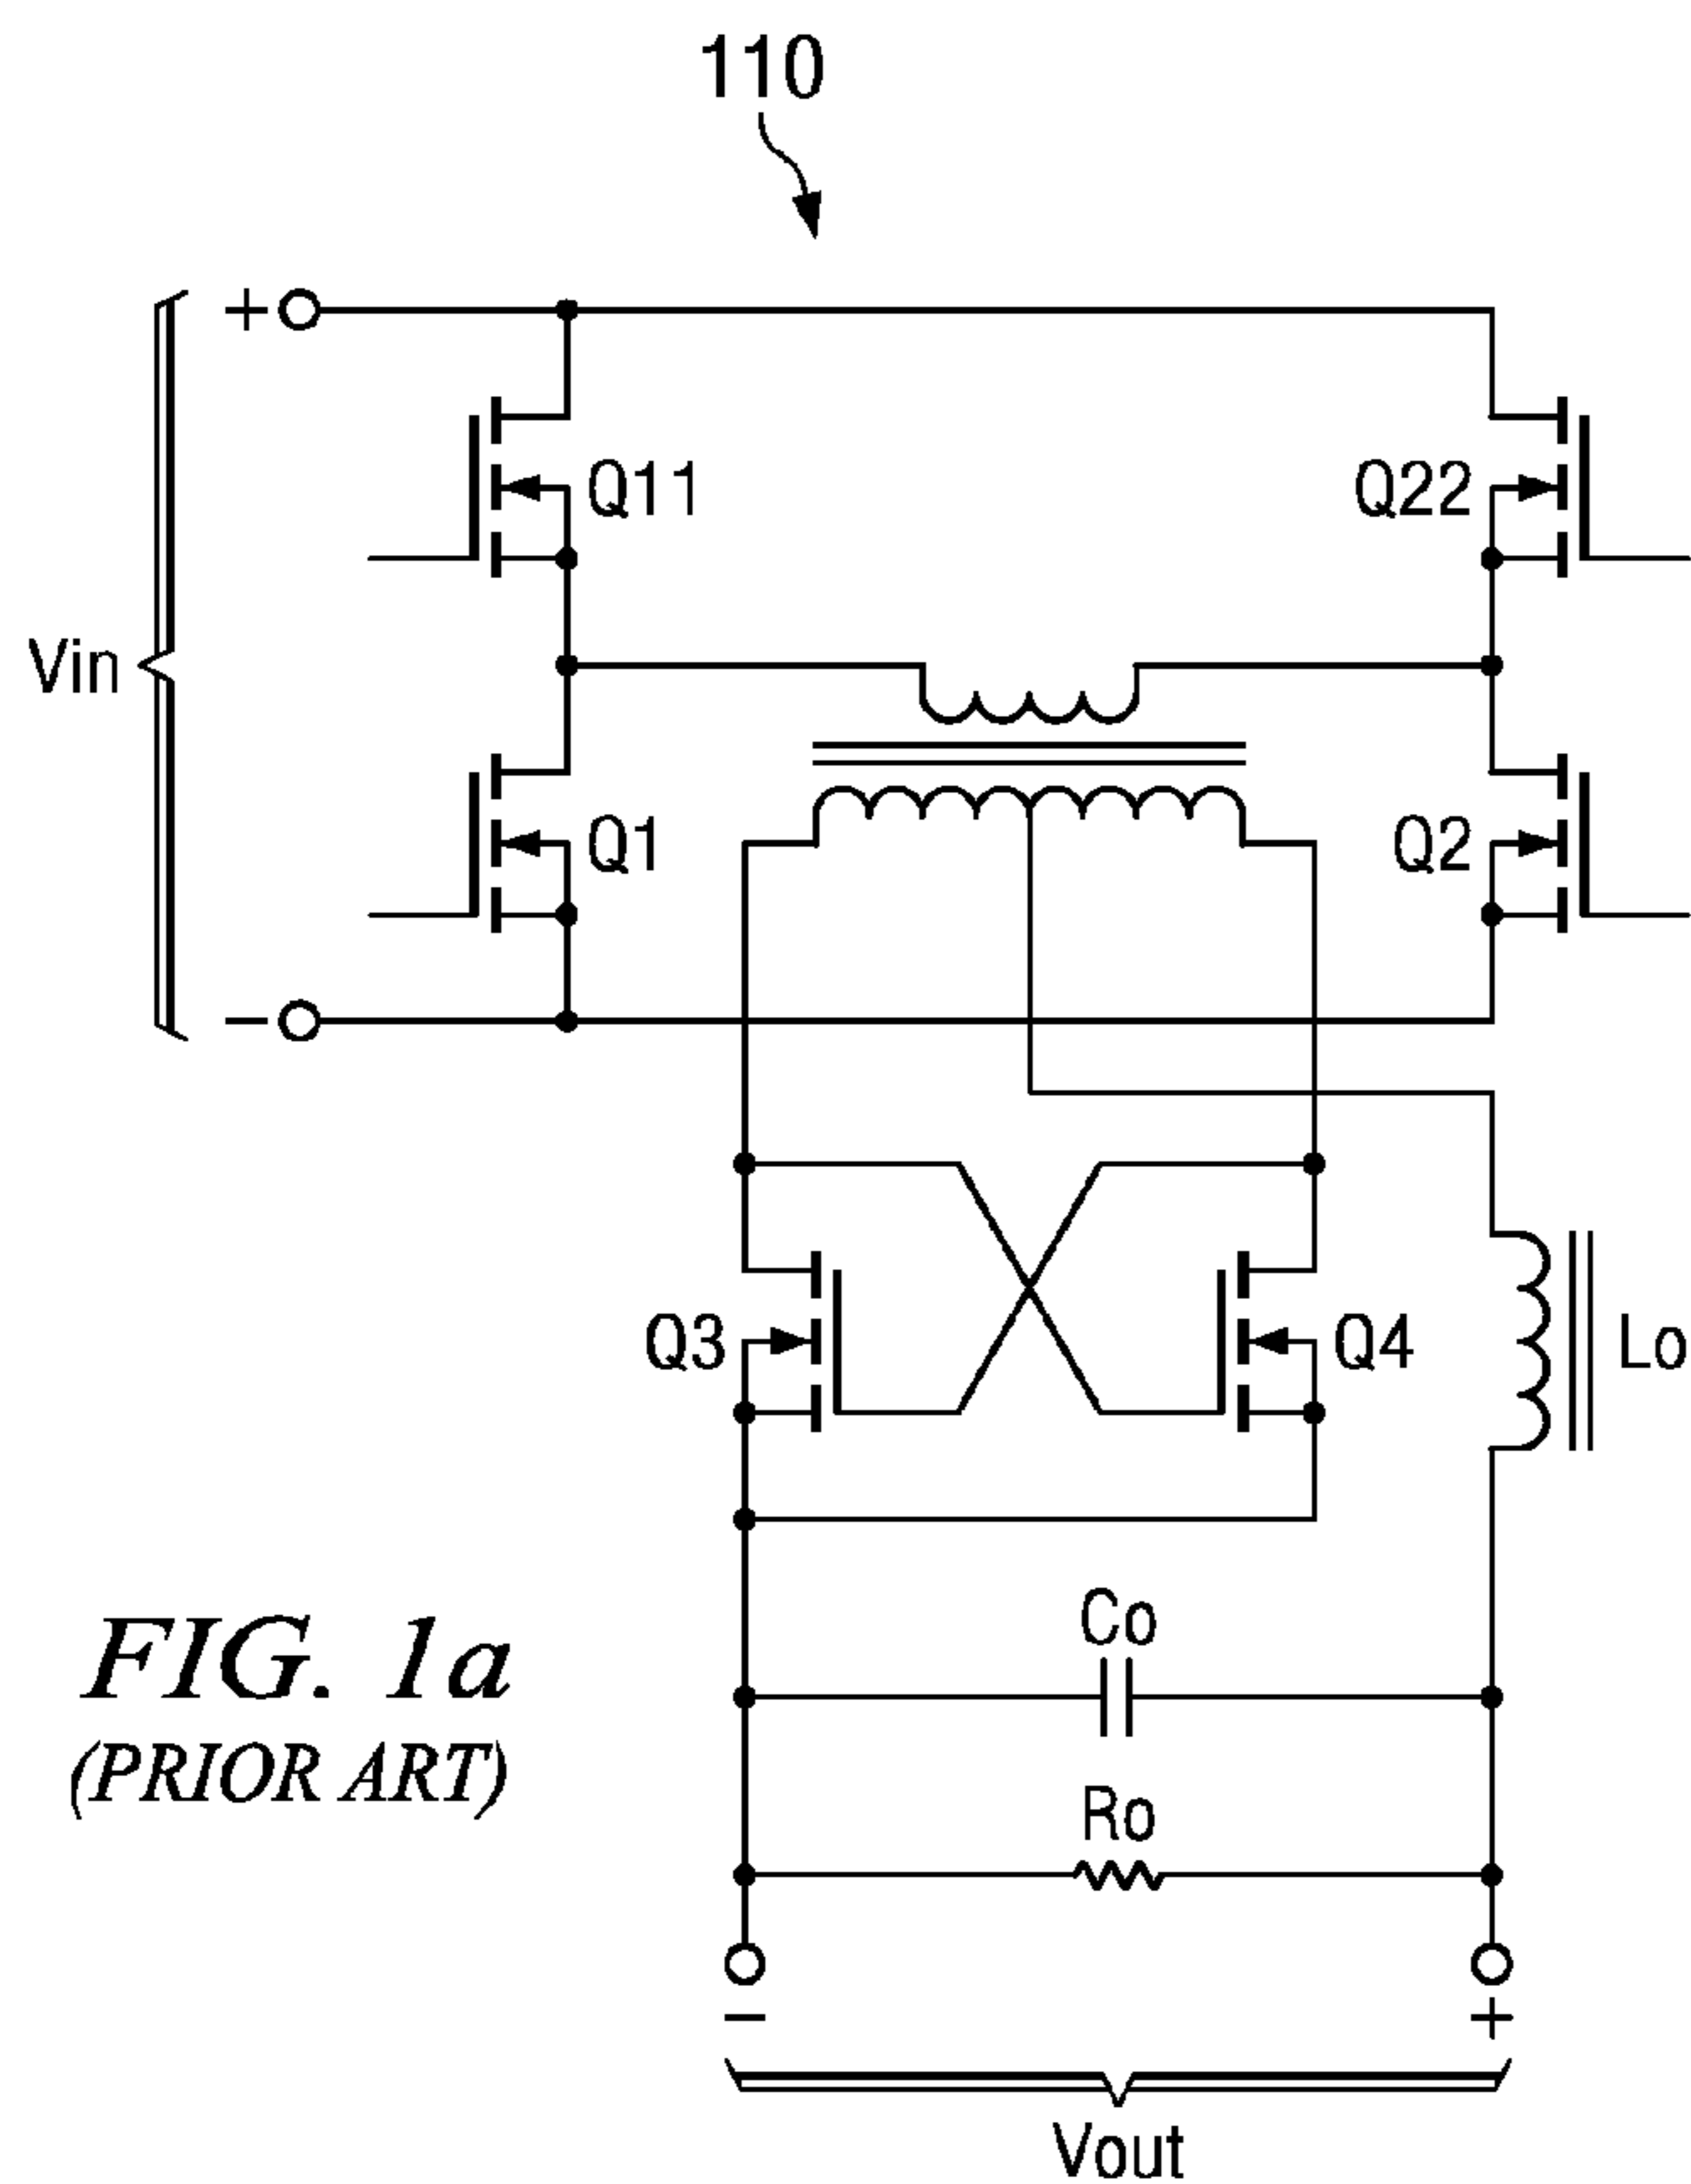 110
+
Q11
Q22
Vin
Q1
Q2
−
Q3
Q4
Lo
Co
FIG. 1a
(PRIOR ART)
Ro
− +
Vout